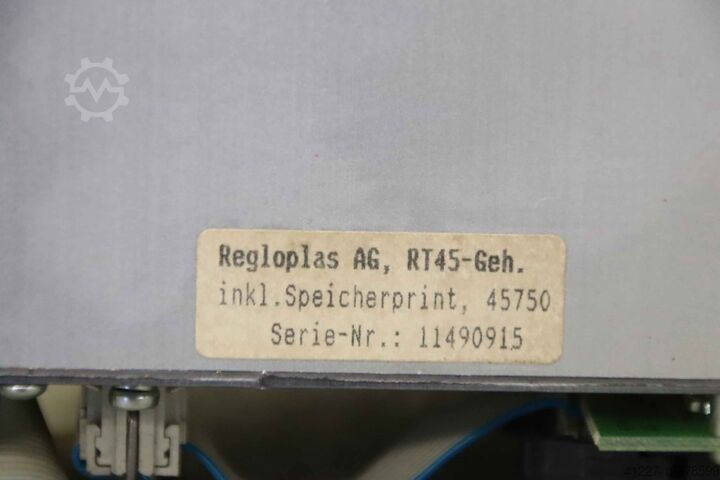 Regloplas AG, RT45-Geh.
inkl.Speicherprint, 45750
Serie-Nr.: 11490915